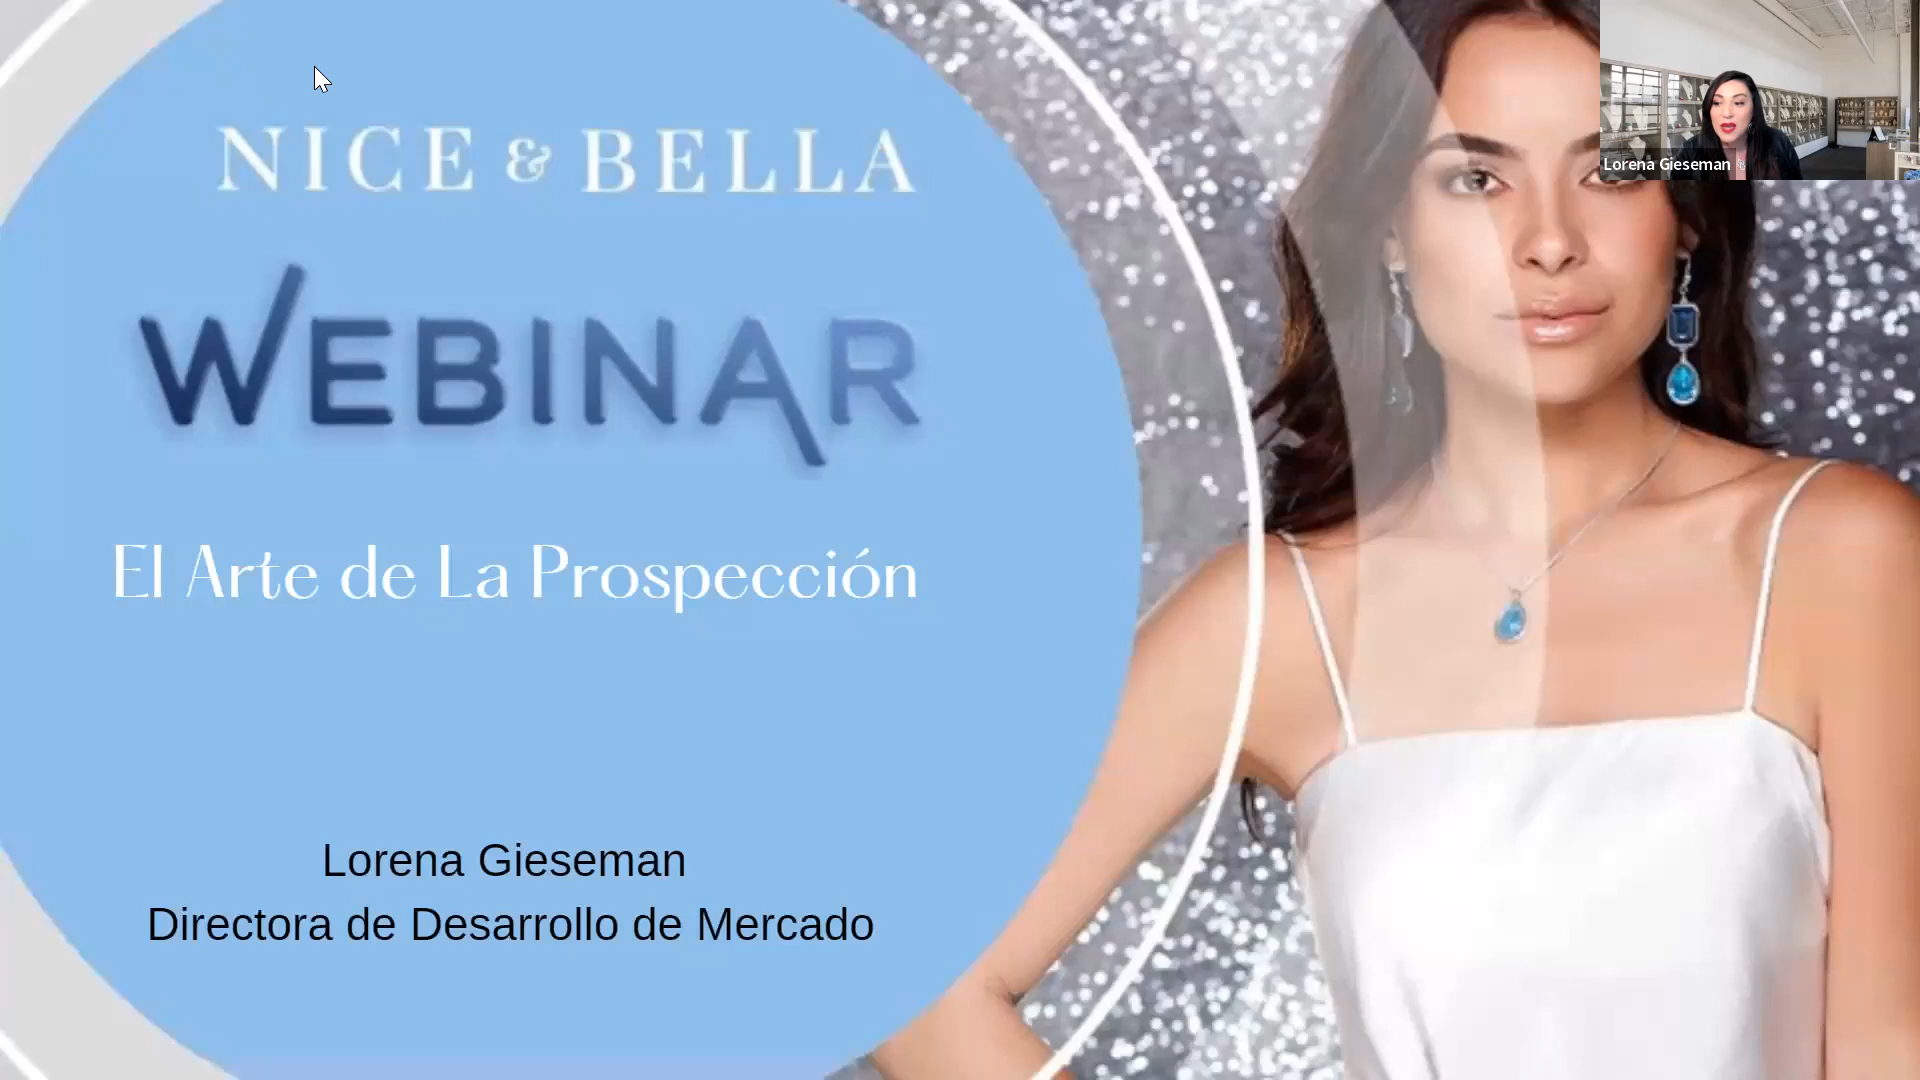 NICE & BELLA
WEBINAR
El Arte de La Prospección
Lorena Gieseman
Directora de Desarrollo de Mercado
Lorena Gieseman